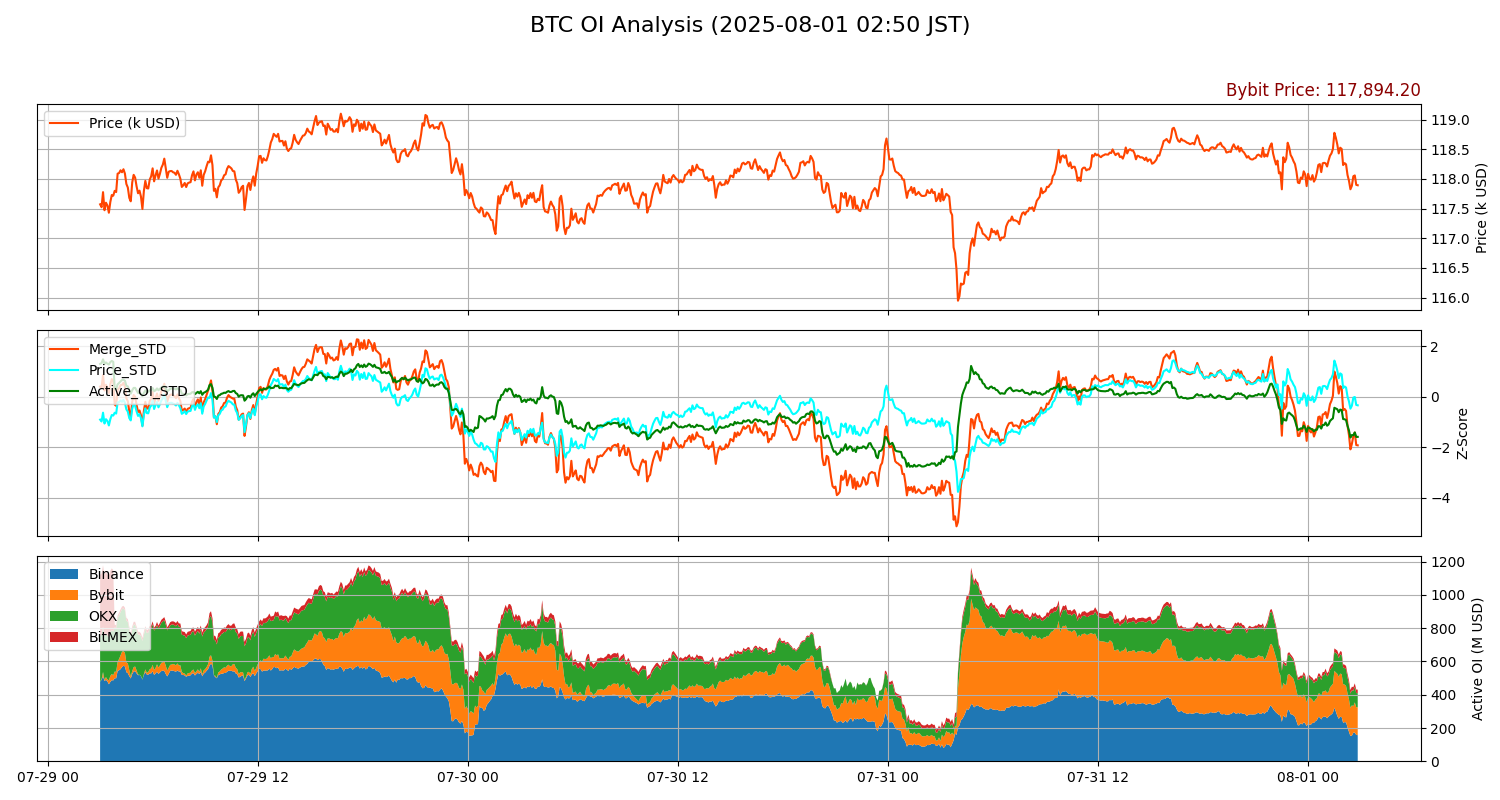 BTC OI Analysis (2025-08-01 02:50 JST)
Bybit Price: 117,894.20
Price (k USD)
119.0
118.5
118.0
117.5
117.0
116.5
116.0
Price (k USD)
Merge_STD
Price_STD
Active_OI_STD
2
0
−2
−4
Z-Score
Binance
Bybit
OKX
BitMEX
1200
1000
800
600
400
200
0
Active OI (M USD)
07-29 00
07-29 12
07-30 00
07-30 12
07-31 00
07-31 12
08-01 00